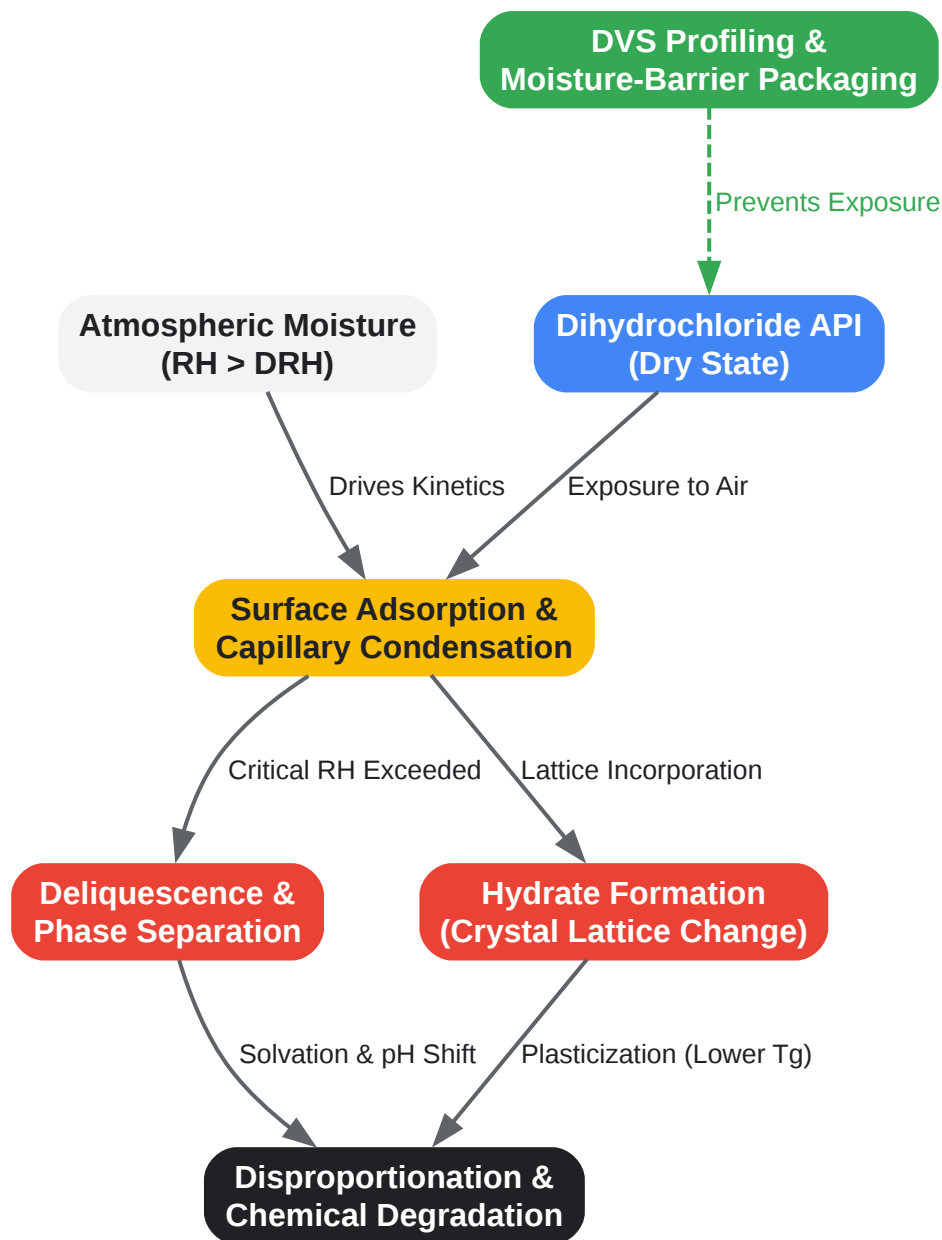 DVS Profiling &
Moisture-Barrier Packaging
Prevents Exposure
Atmospheric Moisture
(RH > DRH)
Dihydrochloride API
(Dry State)
Drives Kinetics
Exposure to Air
Surface Adsorption &
Capillary Condensation
Critical RH Exceeded
Lattice Incorporation
Deliquescence &
Phase Separation
Hydrate Formation
(Crystal Lattice Change)
Solvation & pH Shift
Plasticization (Lower Tg)
Disproportionation &
Chemical Degradation